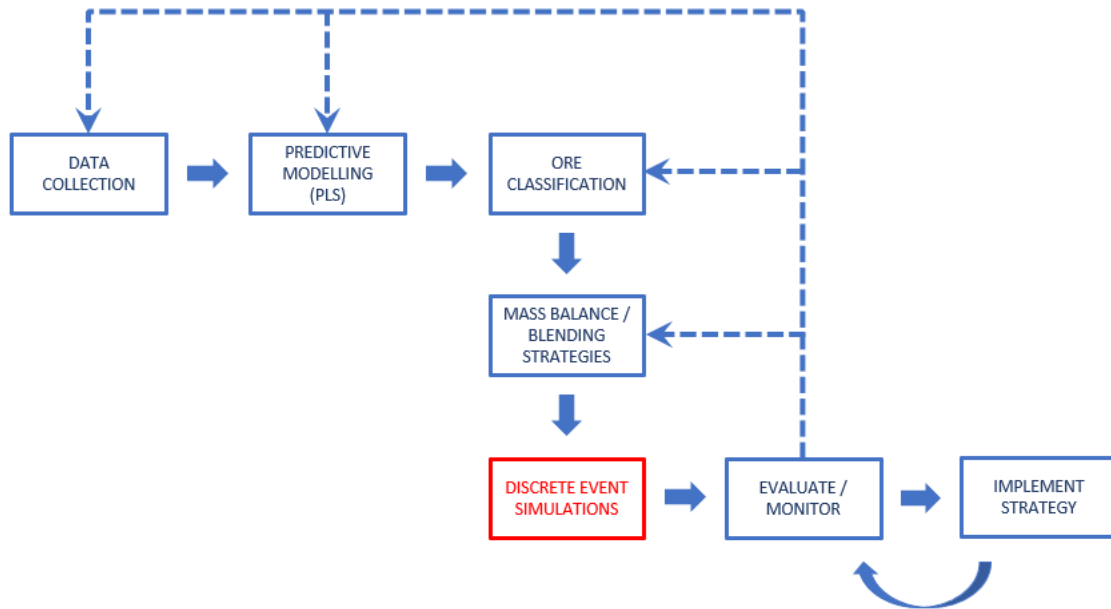 DATA
COLLECTION
PREDICTIVE
MODELLING
(PLS)
ORE
CLASSIFICATION
MASS BALANCE /
BLENDING
STRATEGIES
DISCRETE EVENT
SIMULATIONS
EVALUATE /
MONITOR
IMPLEMENT
STRATEGY